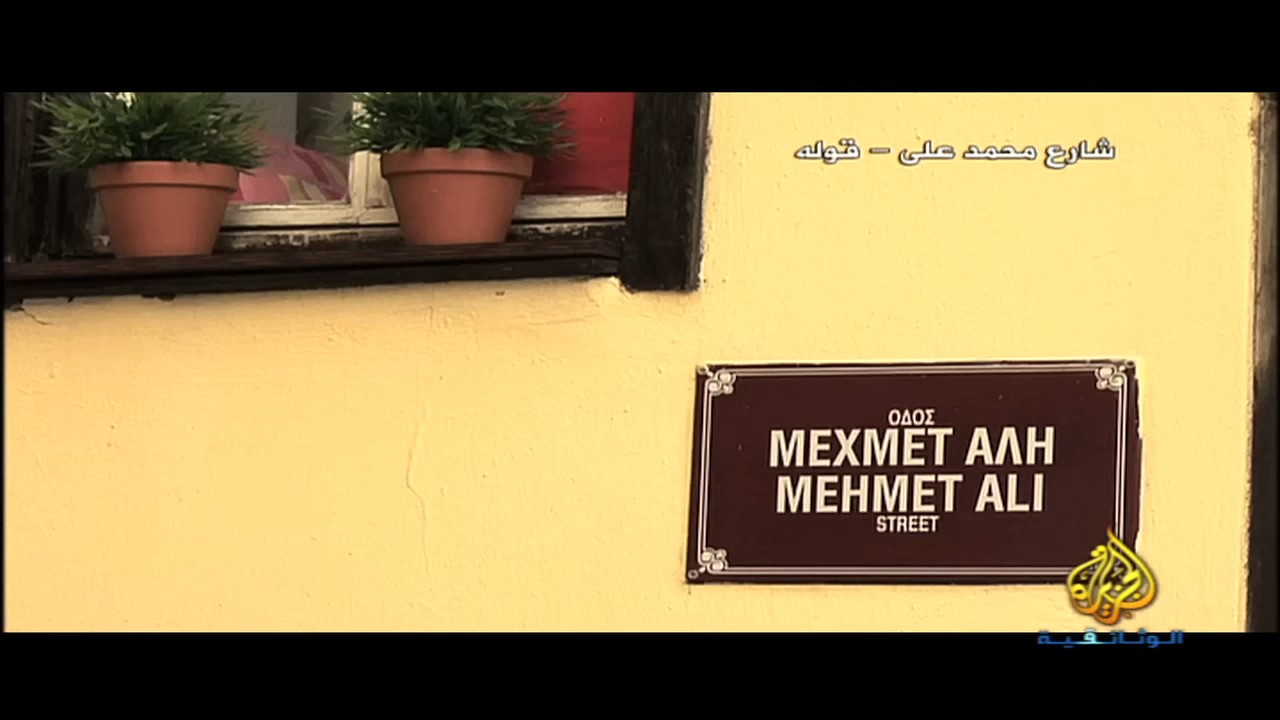 شارع محمد على – قوله
ΟΔΟΣ
ΜΕΧΜΕΤ ΑΛΗ
MEHMET ALI
STREET
الجزيرة
الوثائقية